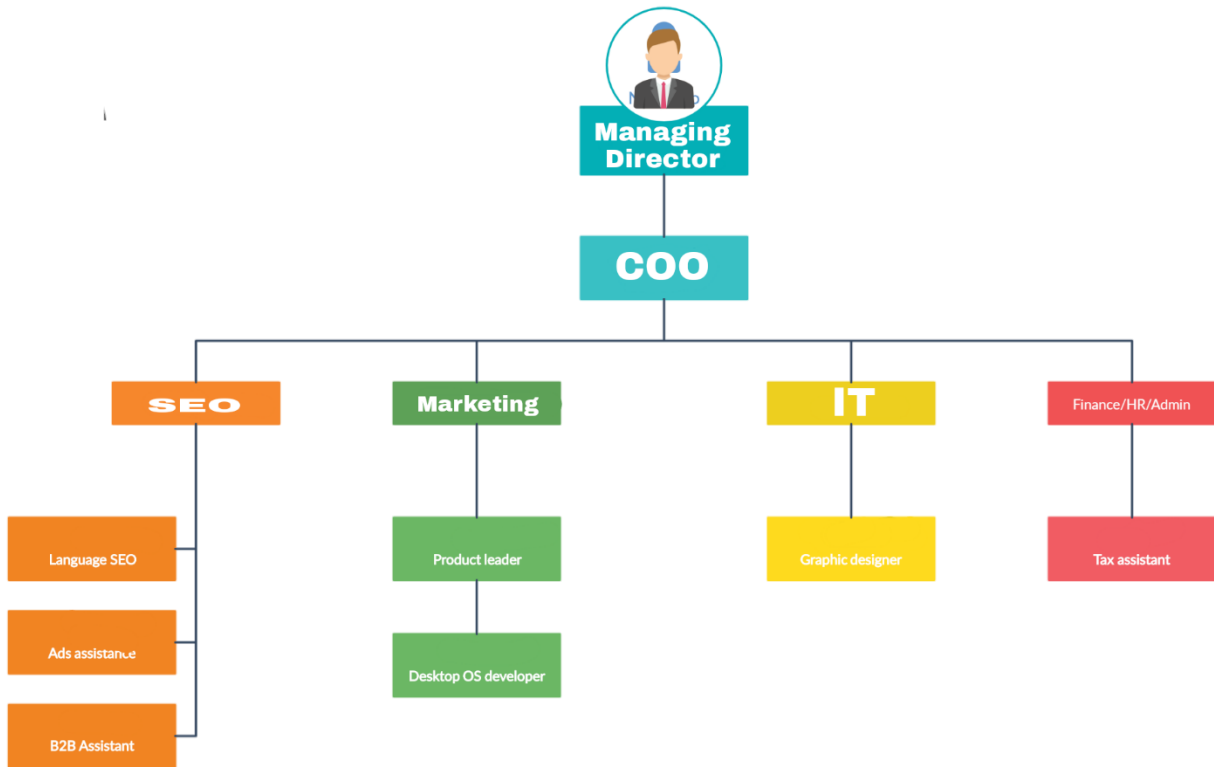 Managing
Director
COO
SEO
Marketing
IT
Finance/HR/Admin
Language SEO
Product leader
Graphic designer
Tax assistant
Ads assistance
Desktop OS developer
B2B Assistant